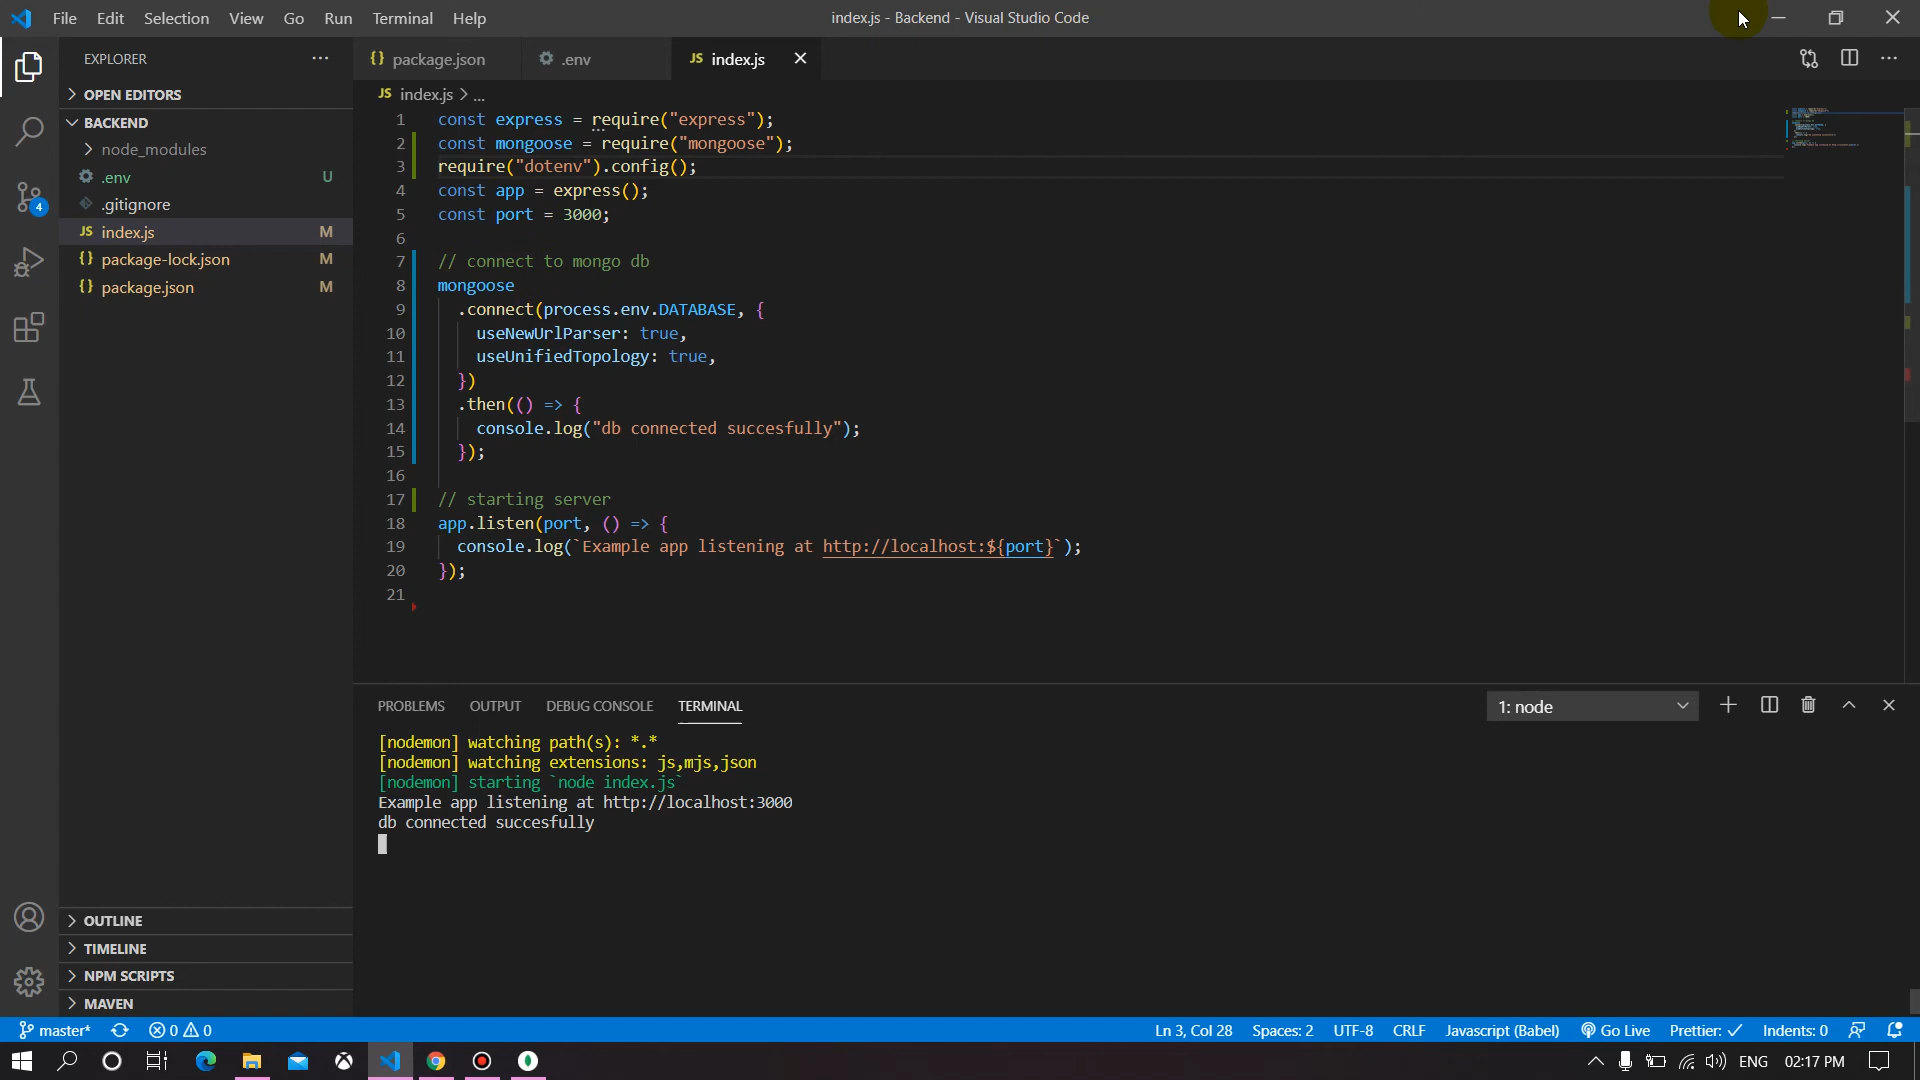 File Edit Selection View Go Run Terminal Help
index.js - Backend - Visual Studio Code
EXPLORER
OPEN EDITORS
BACKEND
node_modules
.env U
.gitignore
JS index.js M
{} package-lock.json M
{} package.json M
4
OUTLINE
TIMELINE
NPM SCRIPTS
MAVEN
{} package.json
.env
JS index.js
JS index.js > ...
1 const express = require("express");
2 const mongoose = require("mongoose");
3 require("dotenv").config();
4 const app = express();
5 const port = 3000;
6
7 // connect to mongo db
8 mongoose
9 .connect(process.env.DATABASE, {
10 useNewUrlParser: true,
11 useUnifiedTopology: true,
12 })
13 .then(() => {
14 console.log("db connected succesfully");
15 });
16
17 // starting server
18 app.listen(port, () => {
19 console.log(`Example app listening at http://localhost:${port}`);
20 });
21
PROBLEMS OUTPUT DEBUG CONSOLE TERMINAL
1: node
[nodemon] watching path(s): *.*
[nodemon] watching extensions: js,mjs,json
[nodemon] starting `node index.js`
Example app listening at http://localhost:3000
db connected succesfully
master* 0 0
Ln 3, Col 28 Spaces: 2 UTF-8 CRLF Javascript (Babel) Go Live Prettier: ✓ Indents: 0
ENG 02:17 PM